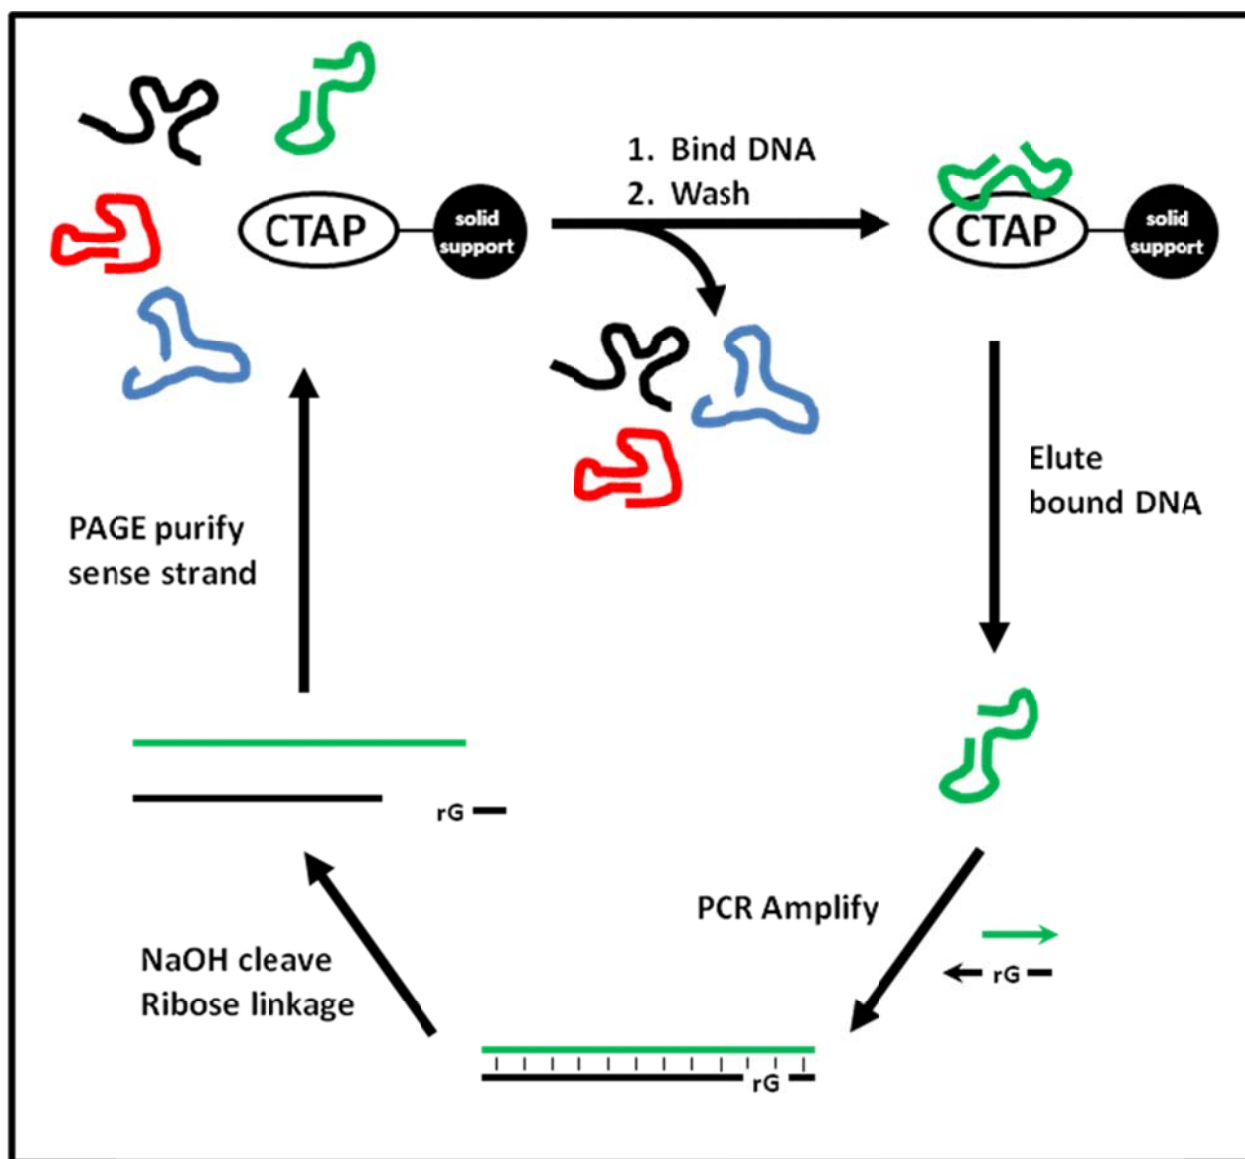 1. Bind DNA
2. Wash
CTAP
solid
support
CTAP
solid
support
Elute
bound DNA
PAGE purify
sense strand
rG
PCR Amplify
rG
NaOH cleave
Ribose linkage
rG